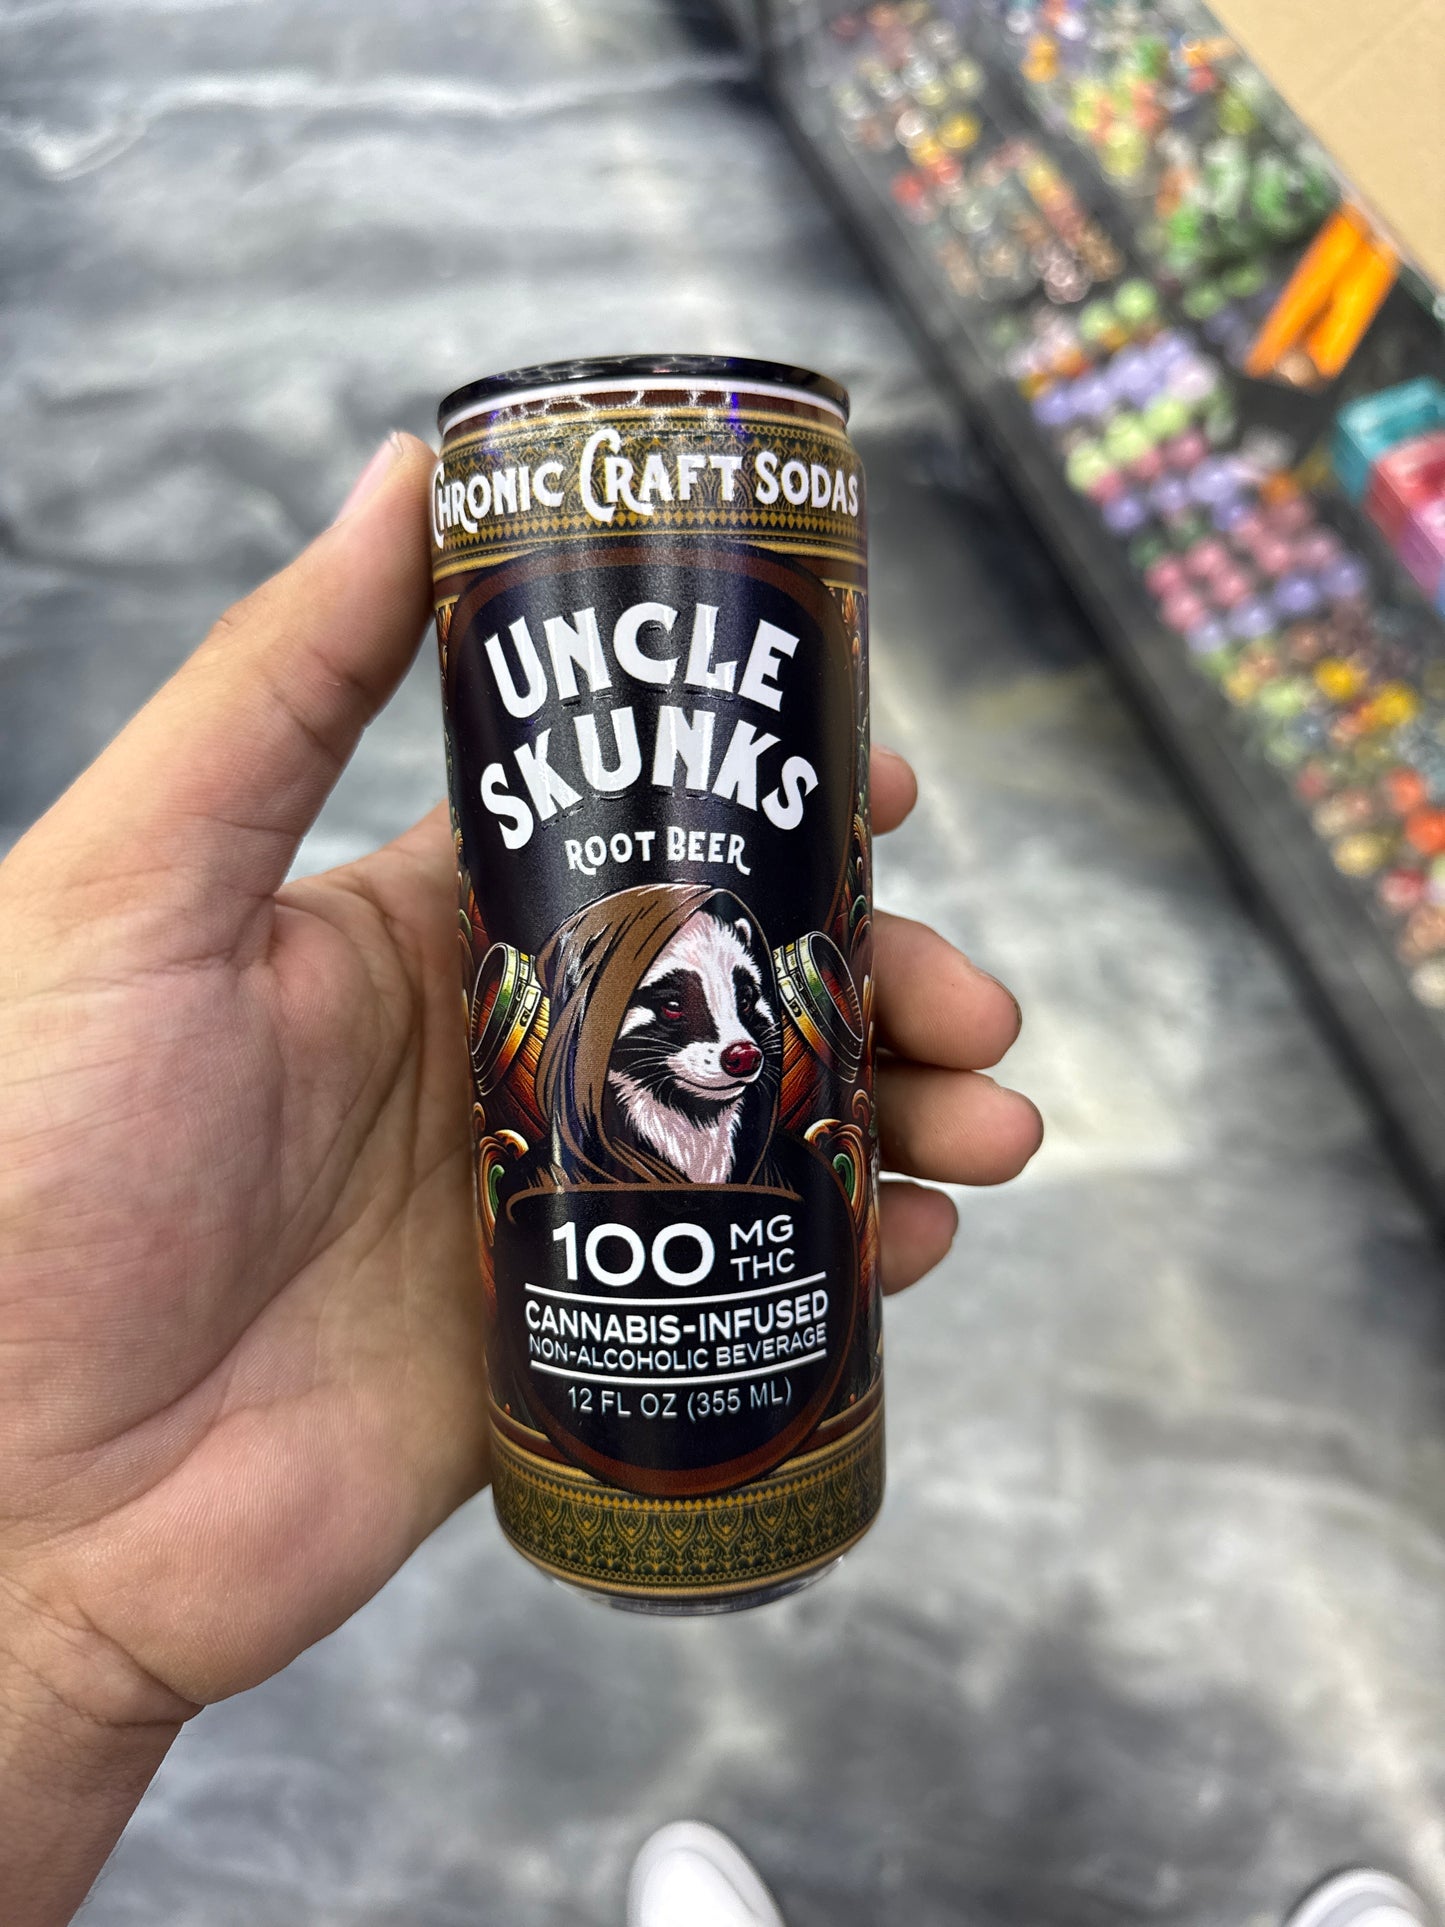 CHRONIC CRAFT SODAS
UNCLE
SKUNKS
ROOT BEER
100 MG
THC
CANNABIS-INFUSED
NON-ALCOHOLIC BEVERAGE
12 FL OZ (355 ML)